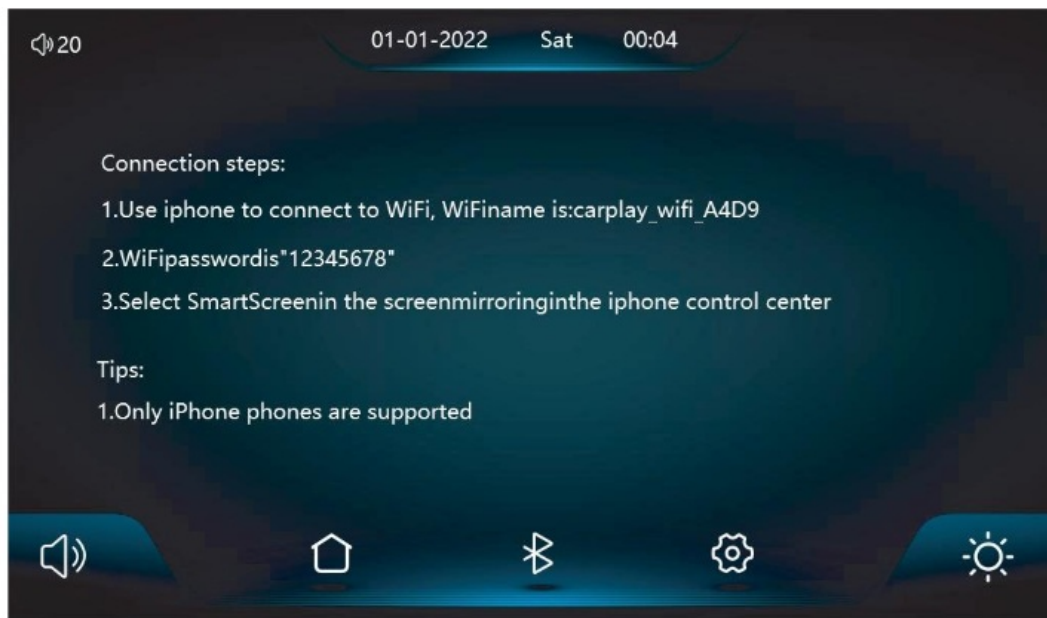 20
01-01-2022 Sat 00:04
Connection steps:
1.Use iphone to connect to WiFi, WiFiname is:carplay_wifi_A4D9
2.WiFipasswordis"12345678"
3.Select SmartScreenin the screenmirroringinthe iphone control center
Tips:
1.Only iPhone phones are supported